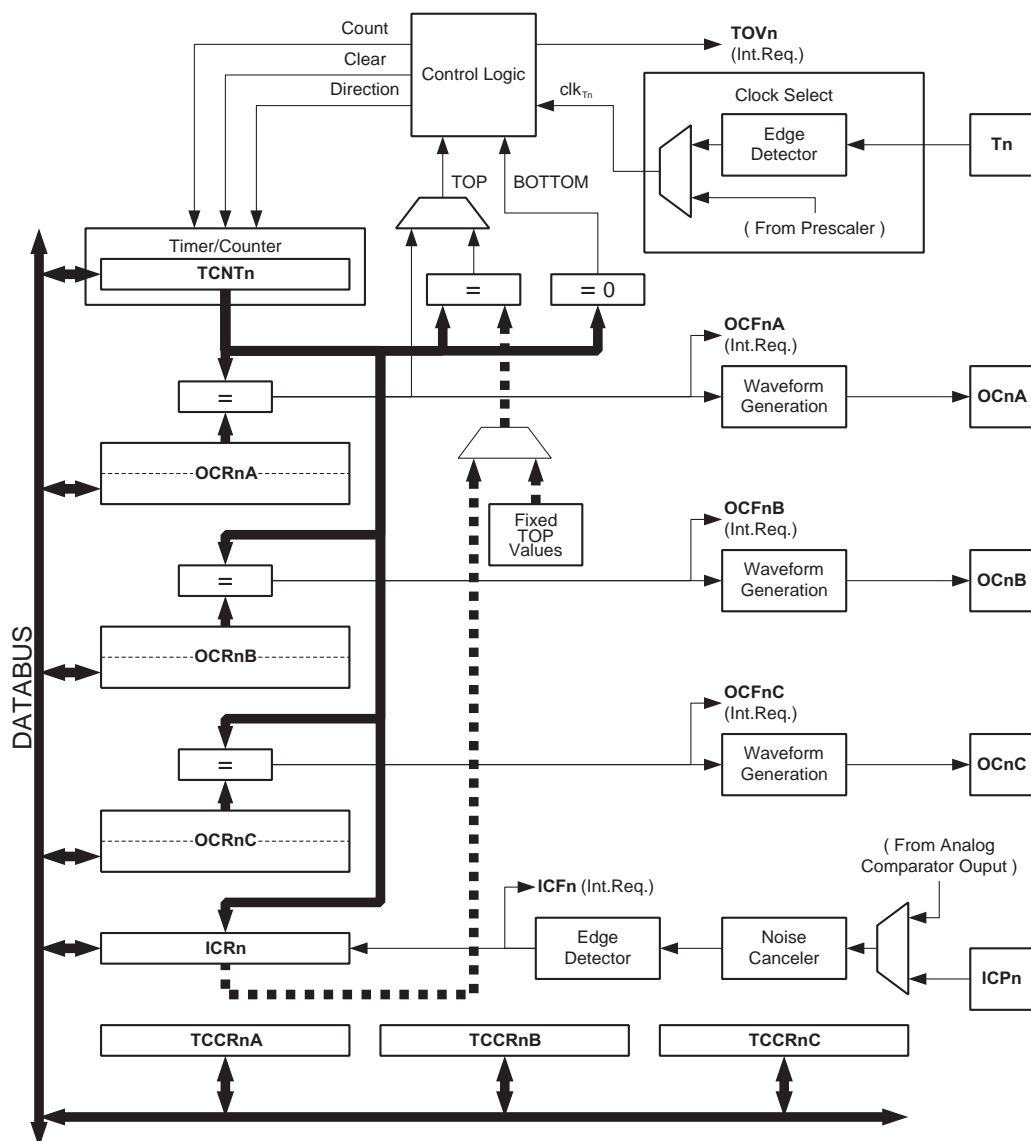 Count
Clear
Direction
Control Logic
TOVn
(Int.Req.)
clkTn
Clock Select
Edge
Detector
Tn
( From Prescaler )
TOP
BOTTOM
Timer/Counter
TCNTn
=
= 0
OCFnA
(Int.Req.)
=
Waveform
Generation
OCnA
OCRnA
Fixed
TOP
Values
OCFnB
(Int.Req.)
=
Waveform
Generation
OCnB
OCRnB
DATABUS
OCFnC
(Int.Req.)
=
Waveform
Generation
OCnC
OCRnC
( From Analog
Comparator Ouput )
ICFn (Int.Req.)
ICRn
Edge
Detector
Noise
Canceler
ICPn
TCCRnA
TCCRnB
TCCRnC